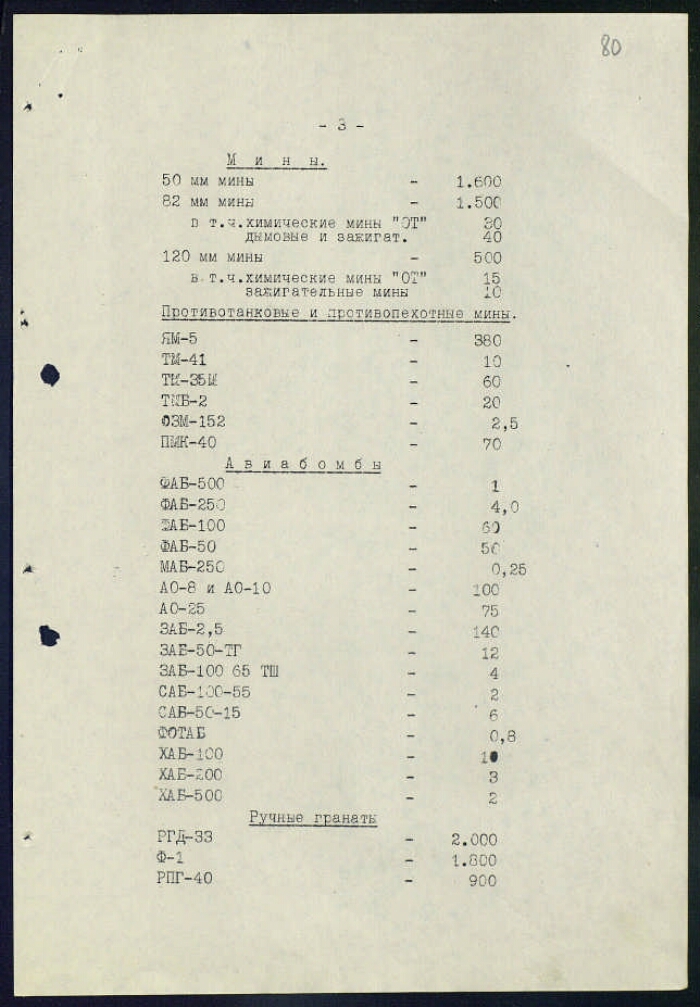 80
- 3 -
М и н ы.
50 мм мины - 1.600
82 мм мины - 1.500
в т.ч.химические мины "ОТ" 30
дымовые и зажигат. 40
120 мм мины - 500
в т.ч.химические мины "ОТ" 15
зажигательные мины 10
Противотанковые и противопехотные мины.
ЯМ-5 - 380
ТМ-41 - 10
ТМ-35М - 60
ТМБ-2 - 20
ОЗМ-152 - 2,5
ПМК-40 - 70
А в и а б о м б ы
ФАБ-500 - 1
ФАБ-250 - 4,0
ФАБ-100 - 60
ФАБ-50 - 50
МАБ-250 - 0,25
АО-8 и АО-10 - 100
АО-25 - 75
ЗАБ-2,5 - 140
ЗАБ-50-ТГ - 12
ЗАБ-100 65 ТШ - 4
САБ-100-55 - 2
САБ-50-15 - 6
ФОТАБ - 0,8
ХАБ-100 - 10
ХАБ-200 - 3
ХАБ-500 - 2
Ручные гранаты
РГД-33 - 2.000
Ф-1 - 1.800
РПГ-40 - 900